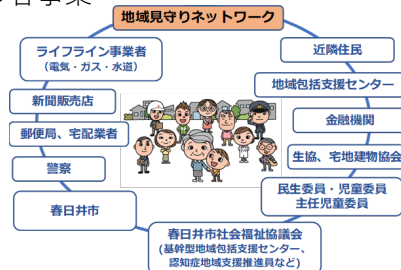 地域見守りネットワーク
ライフライン事業者
（電気・ガス・水道）
新聞販売店
郵便局、宅配業者
警察
春日井市
春日井市社会福祉協議会
(基幹型地域包括支援センター、
認知症地域支援推進員など)
近隣住民
地域包括支援センター
金融機関
生協、宅地建物協会
民生委員・児童委員
主任児童委員